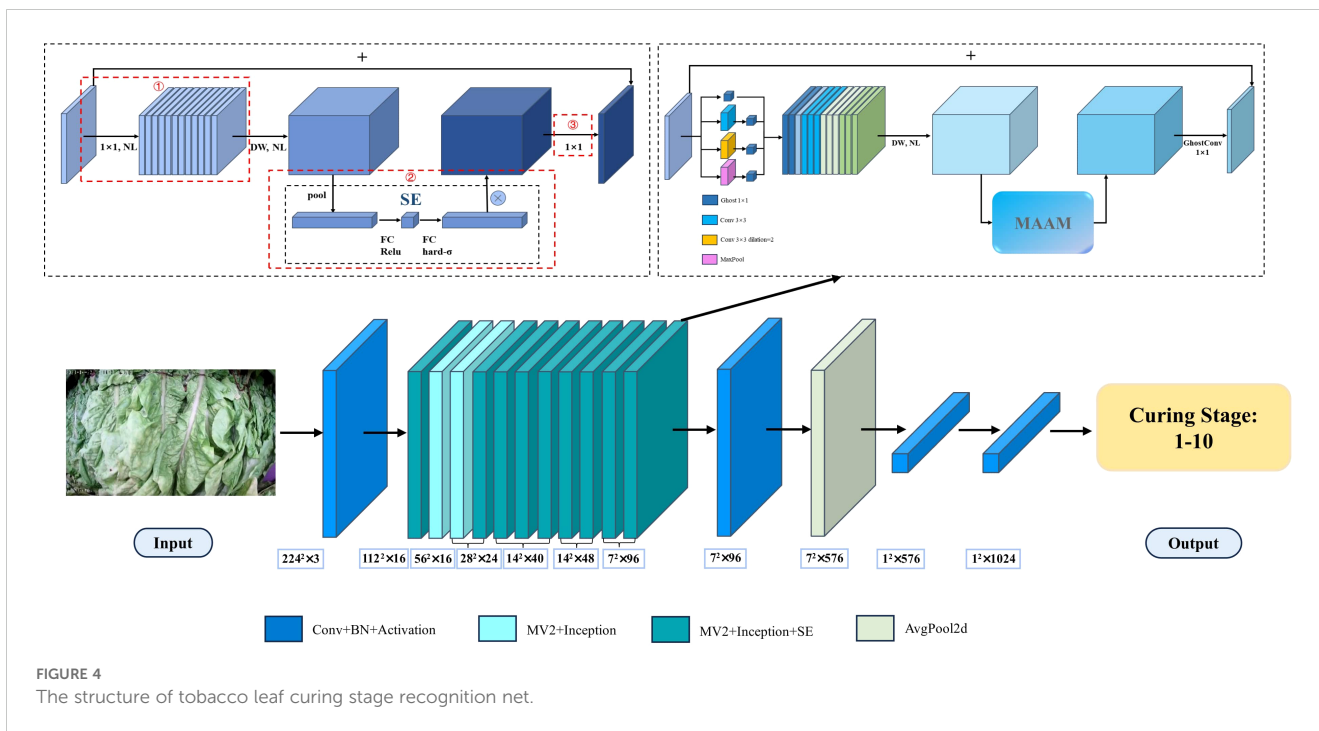 +
①
1×1, NL
DW, NL
③
1×1
②
pool
SE
FC
Relu
FC
hard-σ
+
DW, NL
GhostConv
1×1
MAAM
Ghost 1×1
Conv 3×3
Conv 3×3 dilation=2
MaxPool
Curing Stage:
1-10
Input
Output
224²×3
112²×16
56²×16
28²×24
14²×40
14²×48
7²×96
7²×96
7²×576
1²×576
1²×1024
Conv+BN+Activation
MV2+Inception
MV2+Inception+SE
AvgPool2d
FIGURE 4
The structure of tobacco leaf curing stage recognition net.